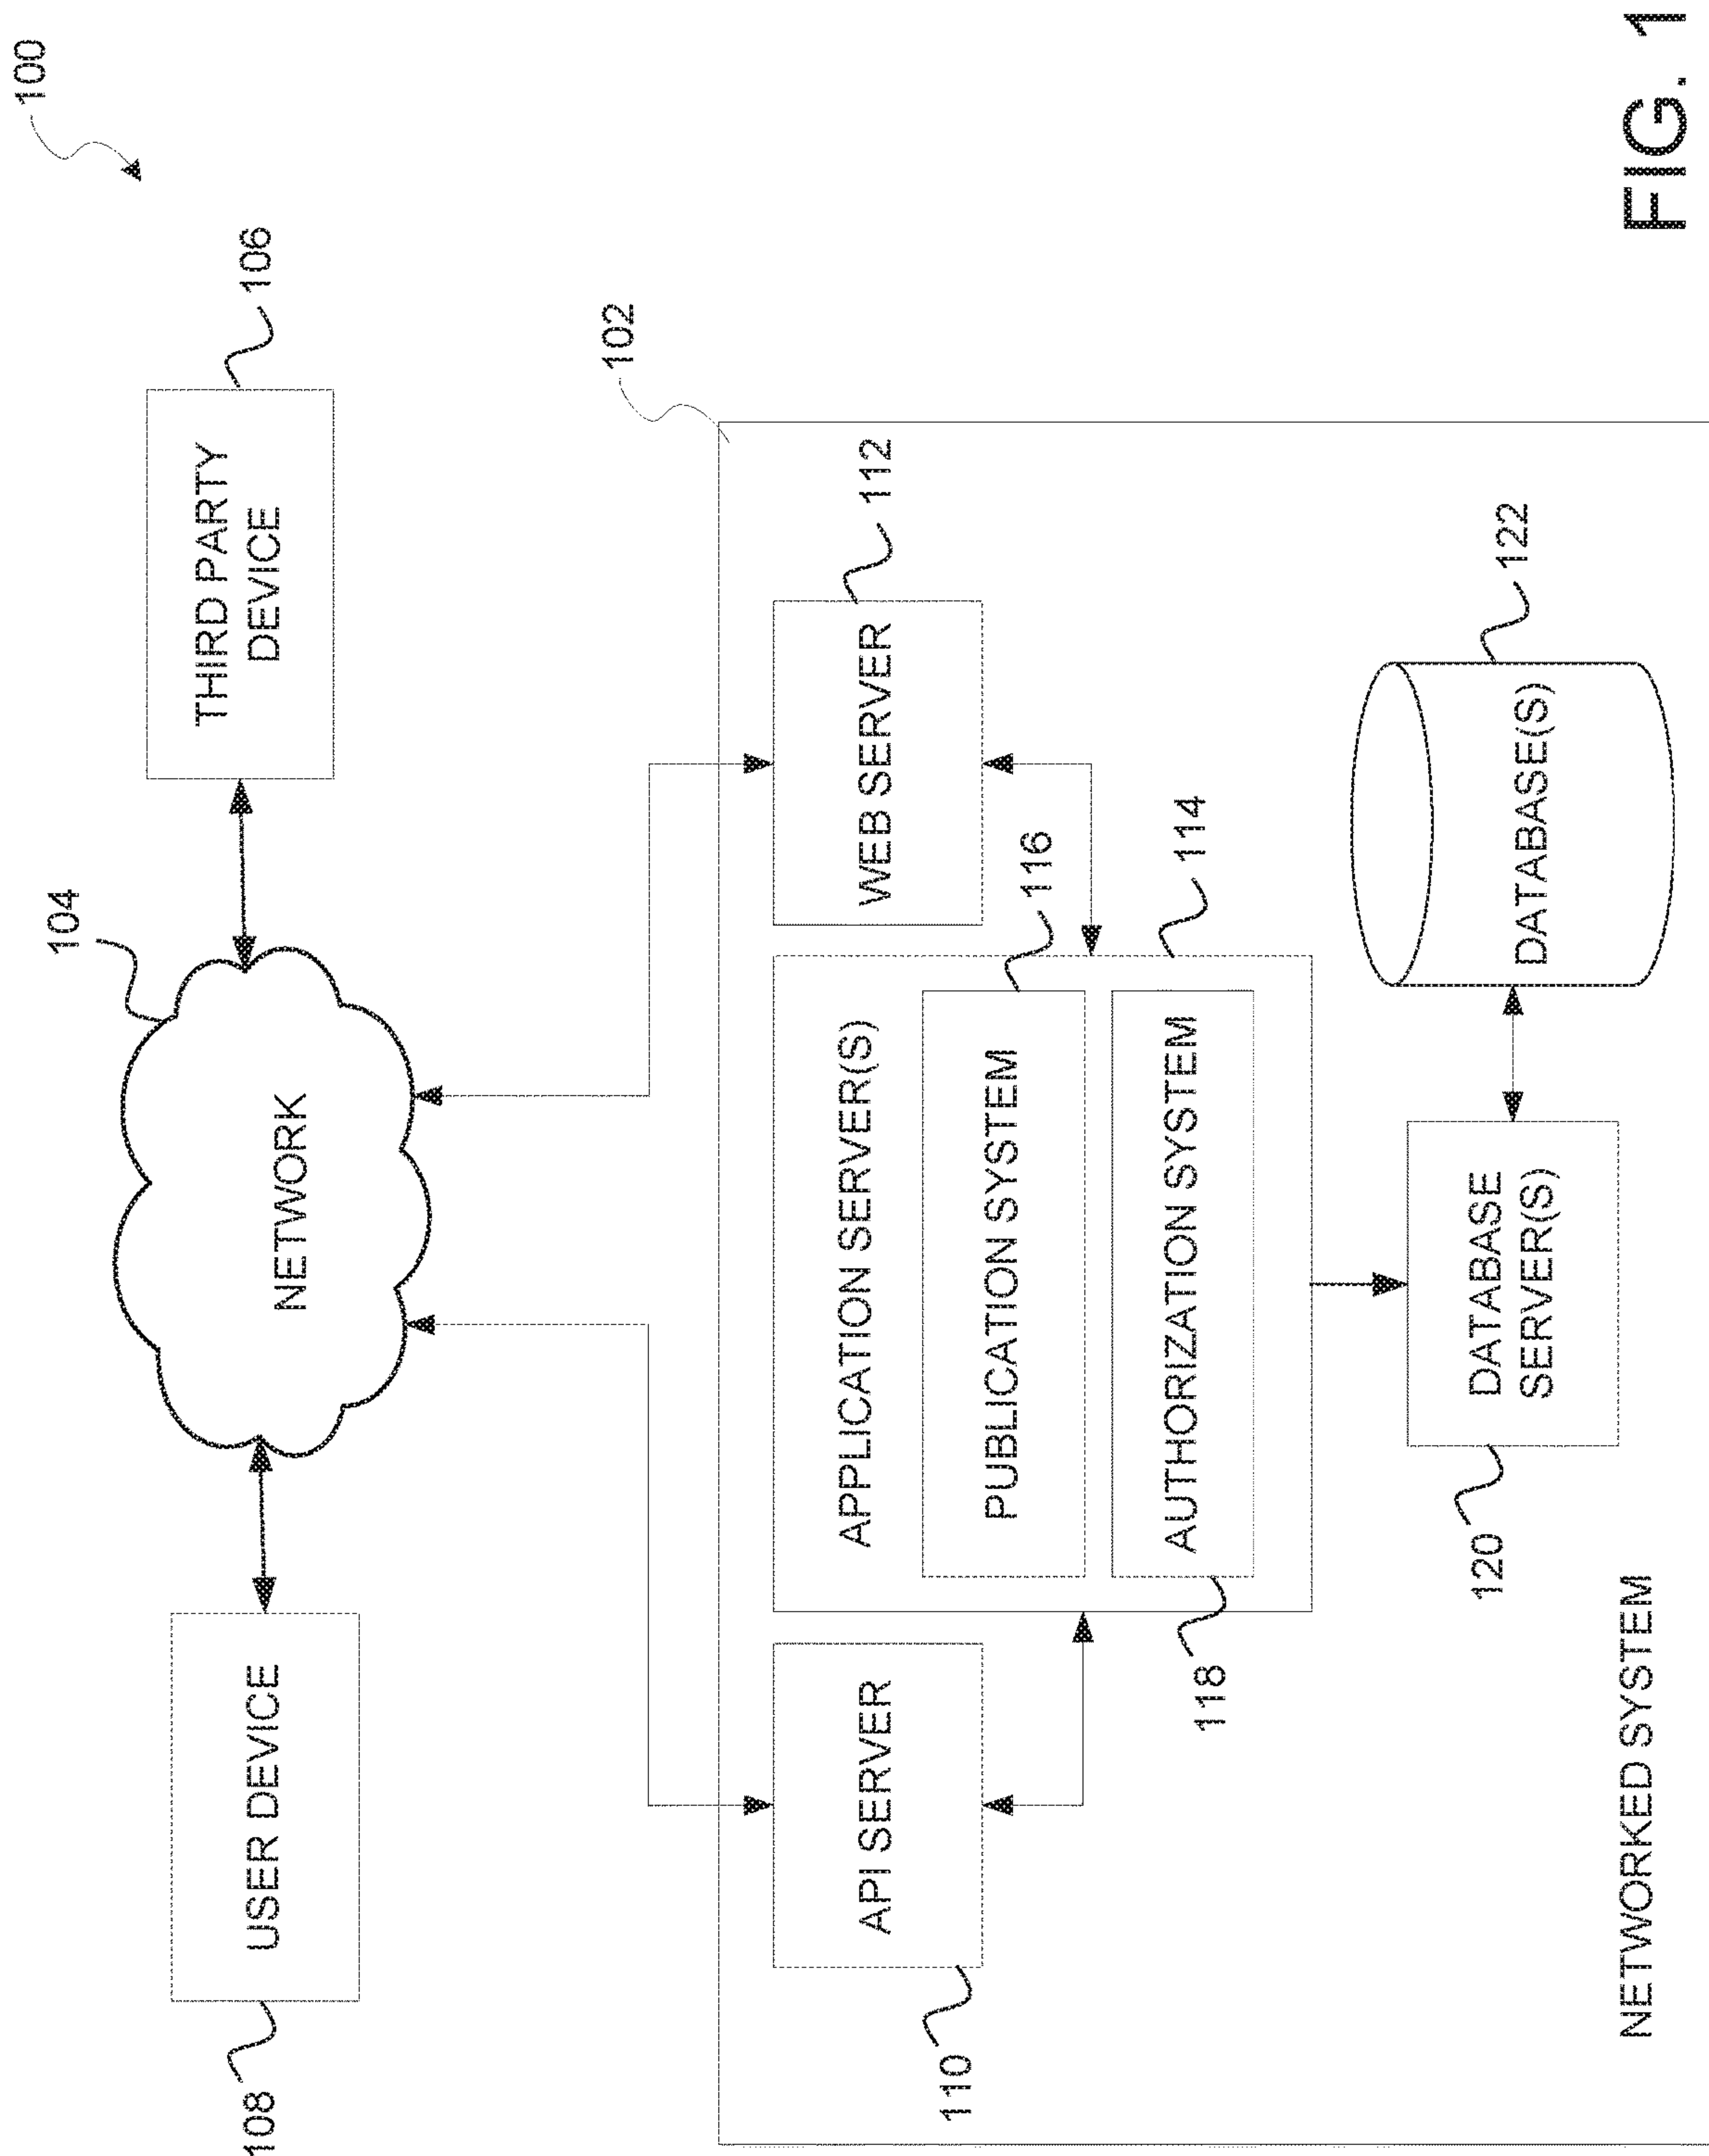 100
104
106
THIRD PARTY
DEVICE
NETWORK
USER DEVICE
108
102
112
WEB SERVER
API SERVER
110
APPLICATION SERVER(S)
PUBLICATION SYSTEM
116
AUTHORIZATION SYSTEM
114
118
DATABASE
SERVER(S)
120
DATABASE(S)
122
NETWORKED SYSTEM
FIG. 1